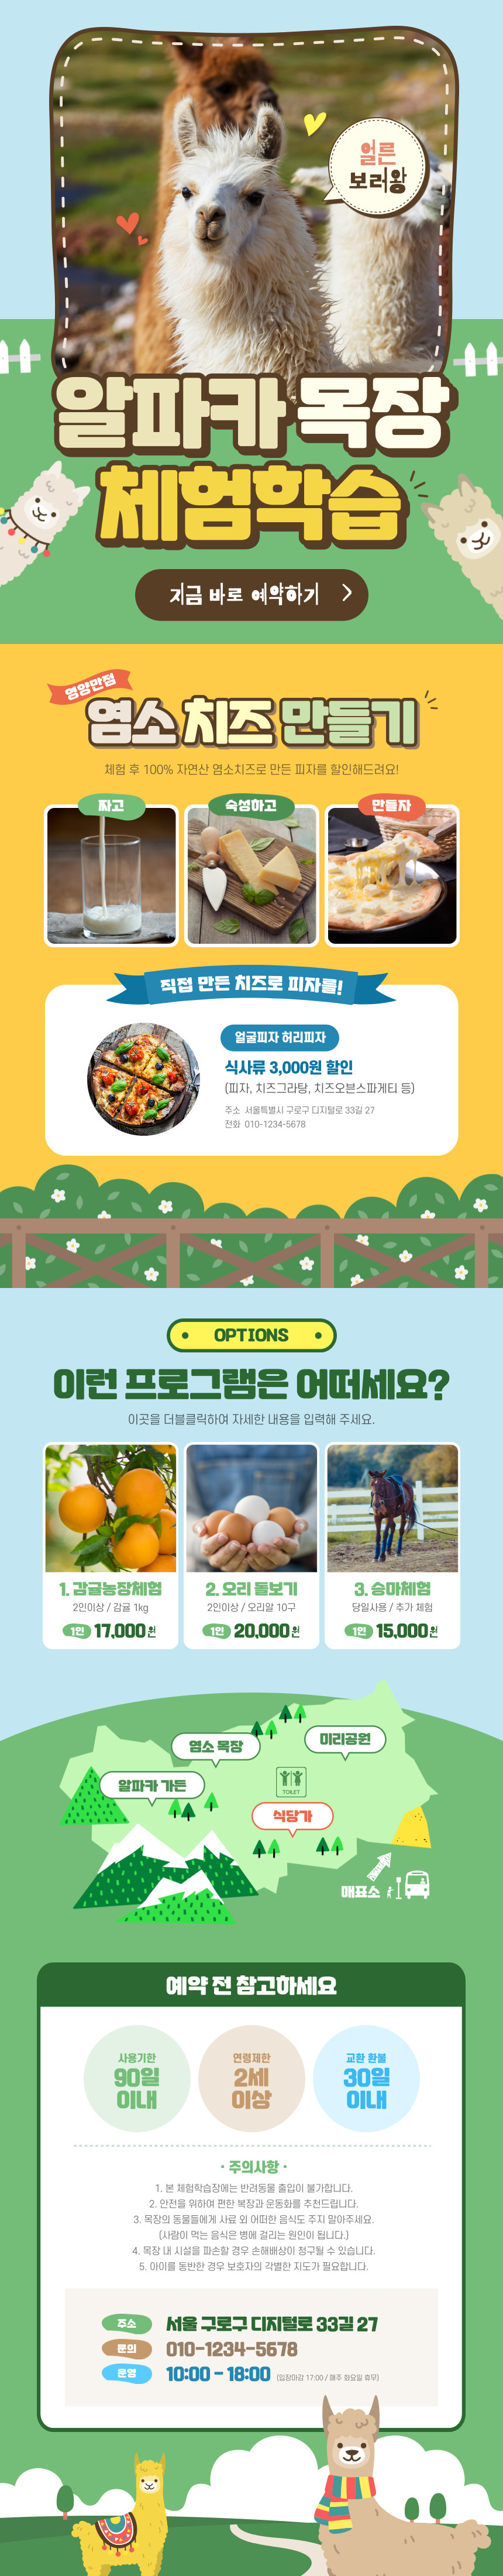 얼른
보러왕
알파카 목장
체험학습
지금 바로 예약하기
영양만점
염소 치즈 만들기
체험 후 100% 자연산 염소치즈로 만든 피자를 할인해드려요!
짜고
숙성하고
만들자
직접 만든 치즈로 피자를!
얼굴피자 허리피자
식사류 3,000원 할인
(피자, 치즈그라탕, 치즈오븐스파게티 등)
주소 서울특별시 구로구 디지털로 33길 27
전화 010-1234-5678
OPTIONS
이런 프로그램은 어떠세요?
이곳을 더블클릭하여 자세한 내용을 입력해 주세요.
1. 감귤농장체험
2인이상 / 감귤 1kg
1인 17,000원
2. 오리 돌보기
2인이상 / 오리알 10구
1인 20,000원
3. 승마체험
당일사용 / 추가 체험
1인 15,000원
미리공원
염소 목장
알파카 가든
TOILET
식당가
매표소
예약 전 참고하세요
사용기한
90일
이내
연령제한
2세
이상
교환 환불
30일
이내
· 주의사항 ·
1. 본 체험학습장에는 반려동물 출입이 불가합니다.
2. 안전을 위하여 편한 복장과 운동화를 추천드립니다.
3. 목장의 동물들에게 사료 외 어떠한 음식도 주지 말아주세요.
(사람이 먹는 음식은 병에 걸리는 원인이 됩니다.)
4. 목장 내 시설을 파손할 경우 손해배상이 청구될 수 있습니다.
5. 아이를 동반한 경우 보호자의 각별한 지도가 필요합니다.
주소 서울 구로구 디지털로 33길 27
문의 010-1234-5678
운영 10:00 - 18:00 (입장마감 17:00 / 매주 화요일 휴무)